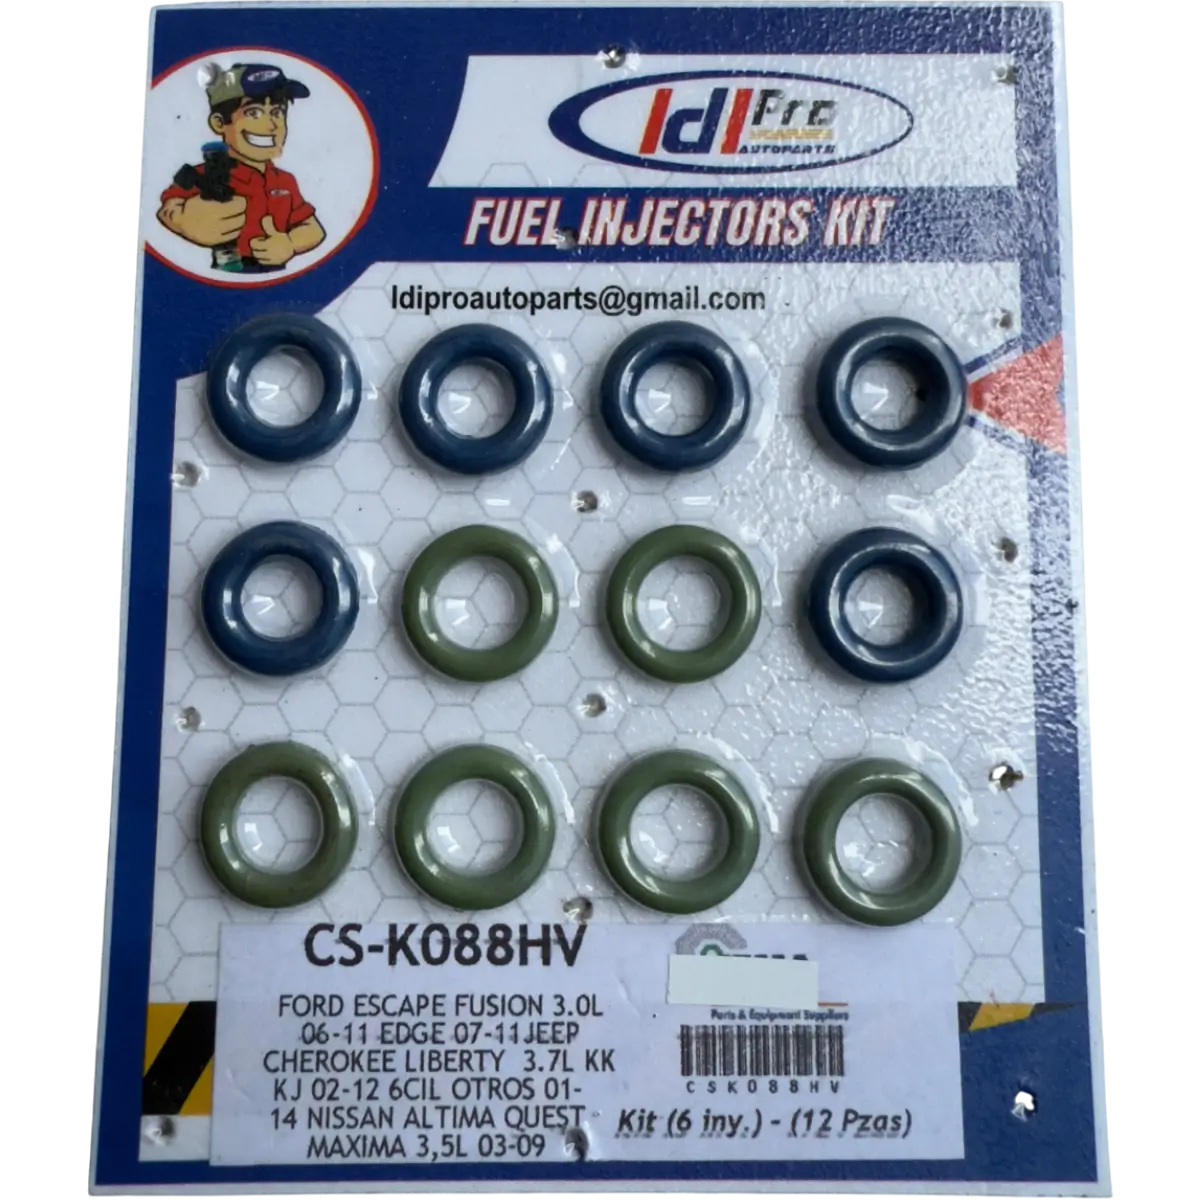 ldl Pro
AUTOPARTS
FUEL INJECTORS KIT
ldiproautoparts@gmail.com
CS-K088HV
FORD ESCAPE FUSION 3.0L
06-11 EDGE 07-11JEEP
CHEROKEE LIBERTY 3.7L KK
KJ 02-12 6CIL OTROS 01-
14 NISSAN ALTIMA QUEST
MAXIMA 3,5L 03-09
Parts & Equipment Suppliers
CSK088HV
Kit (6 iny.) - (12 Pzas)